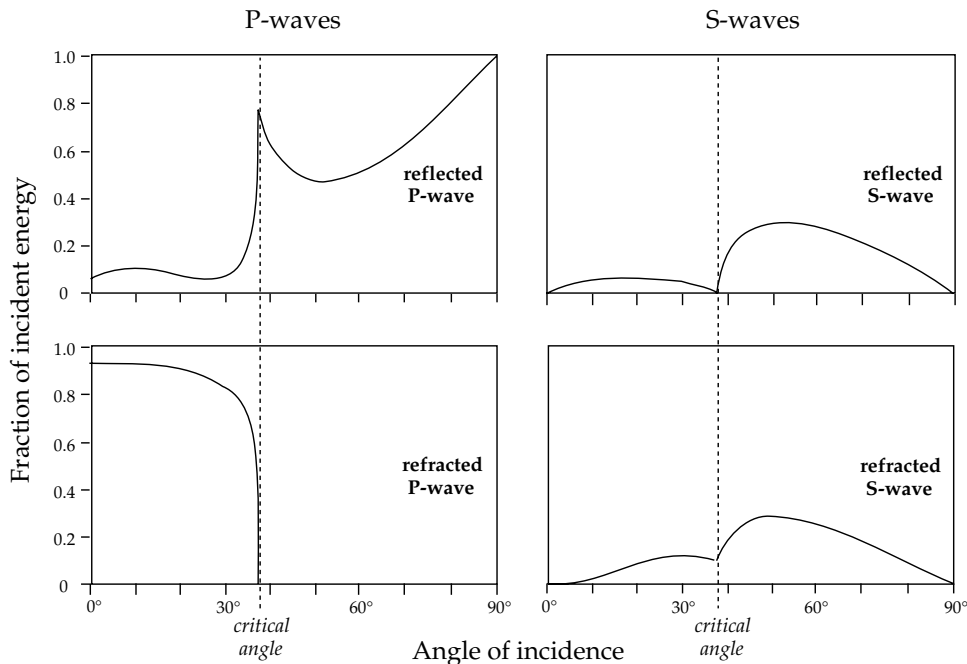 P-waves
S-waves
Fraction of incident energy
1.0
0.8
0.6
0.4
0.2
0
reflected
P-wave
reflected
S-wave
1.0
0.8
0.6
0.4
0.2
0
refracted
P-wave
refracted
S-wave
0° 30° 60° 90°
critical
angle
0° 30° 60° 90°
critical
angle
Angle of incidence